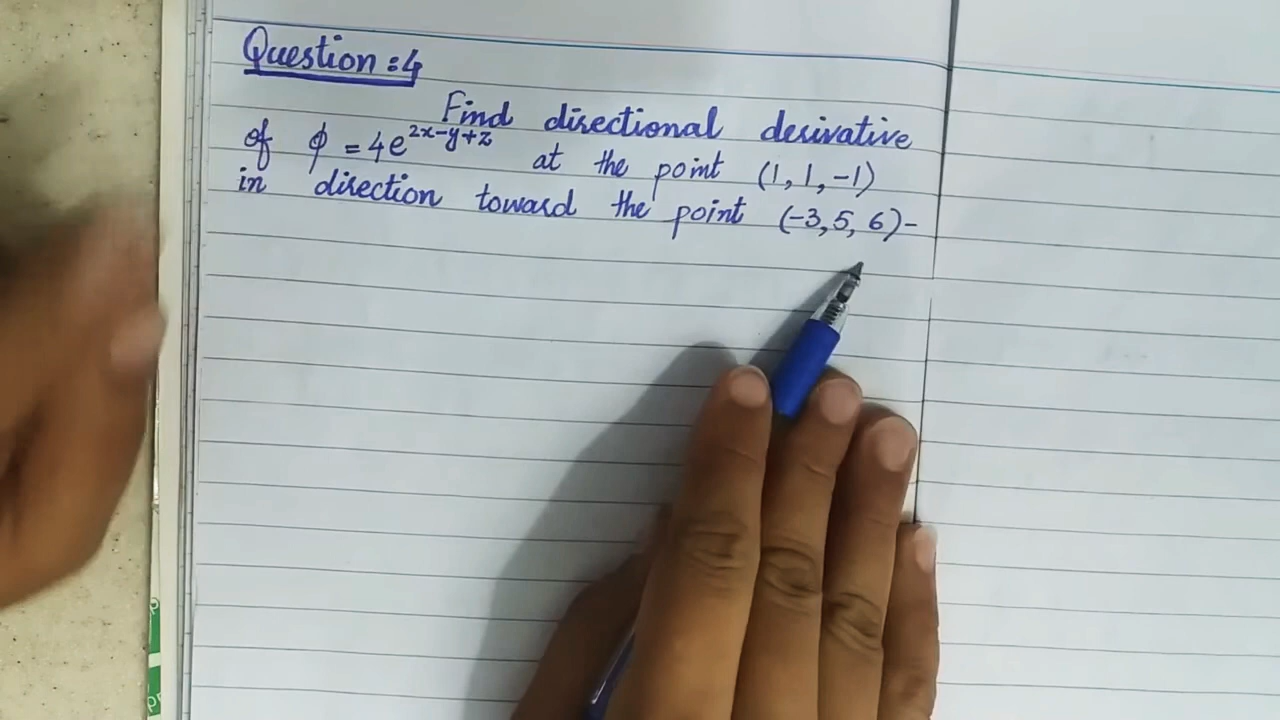 Question :4
Find directional derivative
of ϕ = 4e^{2x-y+z} at the point (1, 1, -1)
in direction toward the point (-3, 5, 6)-